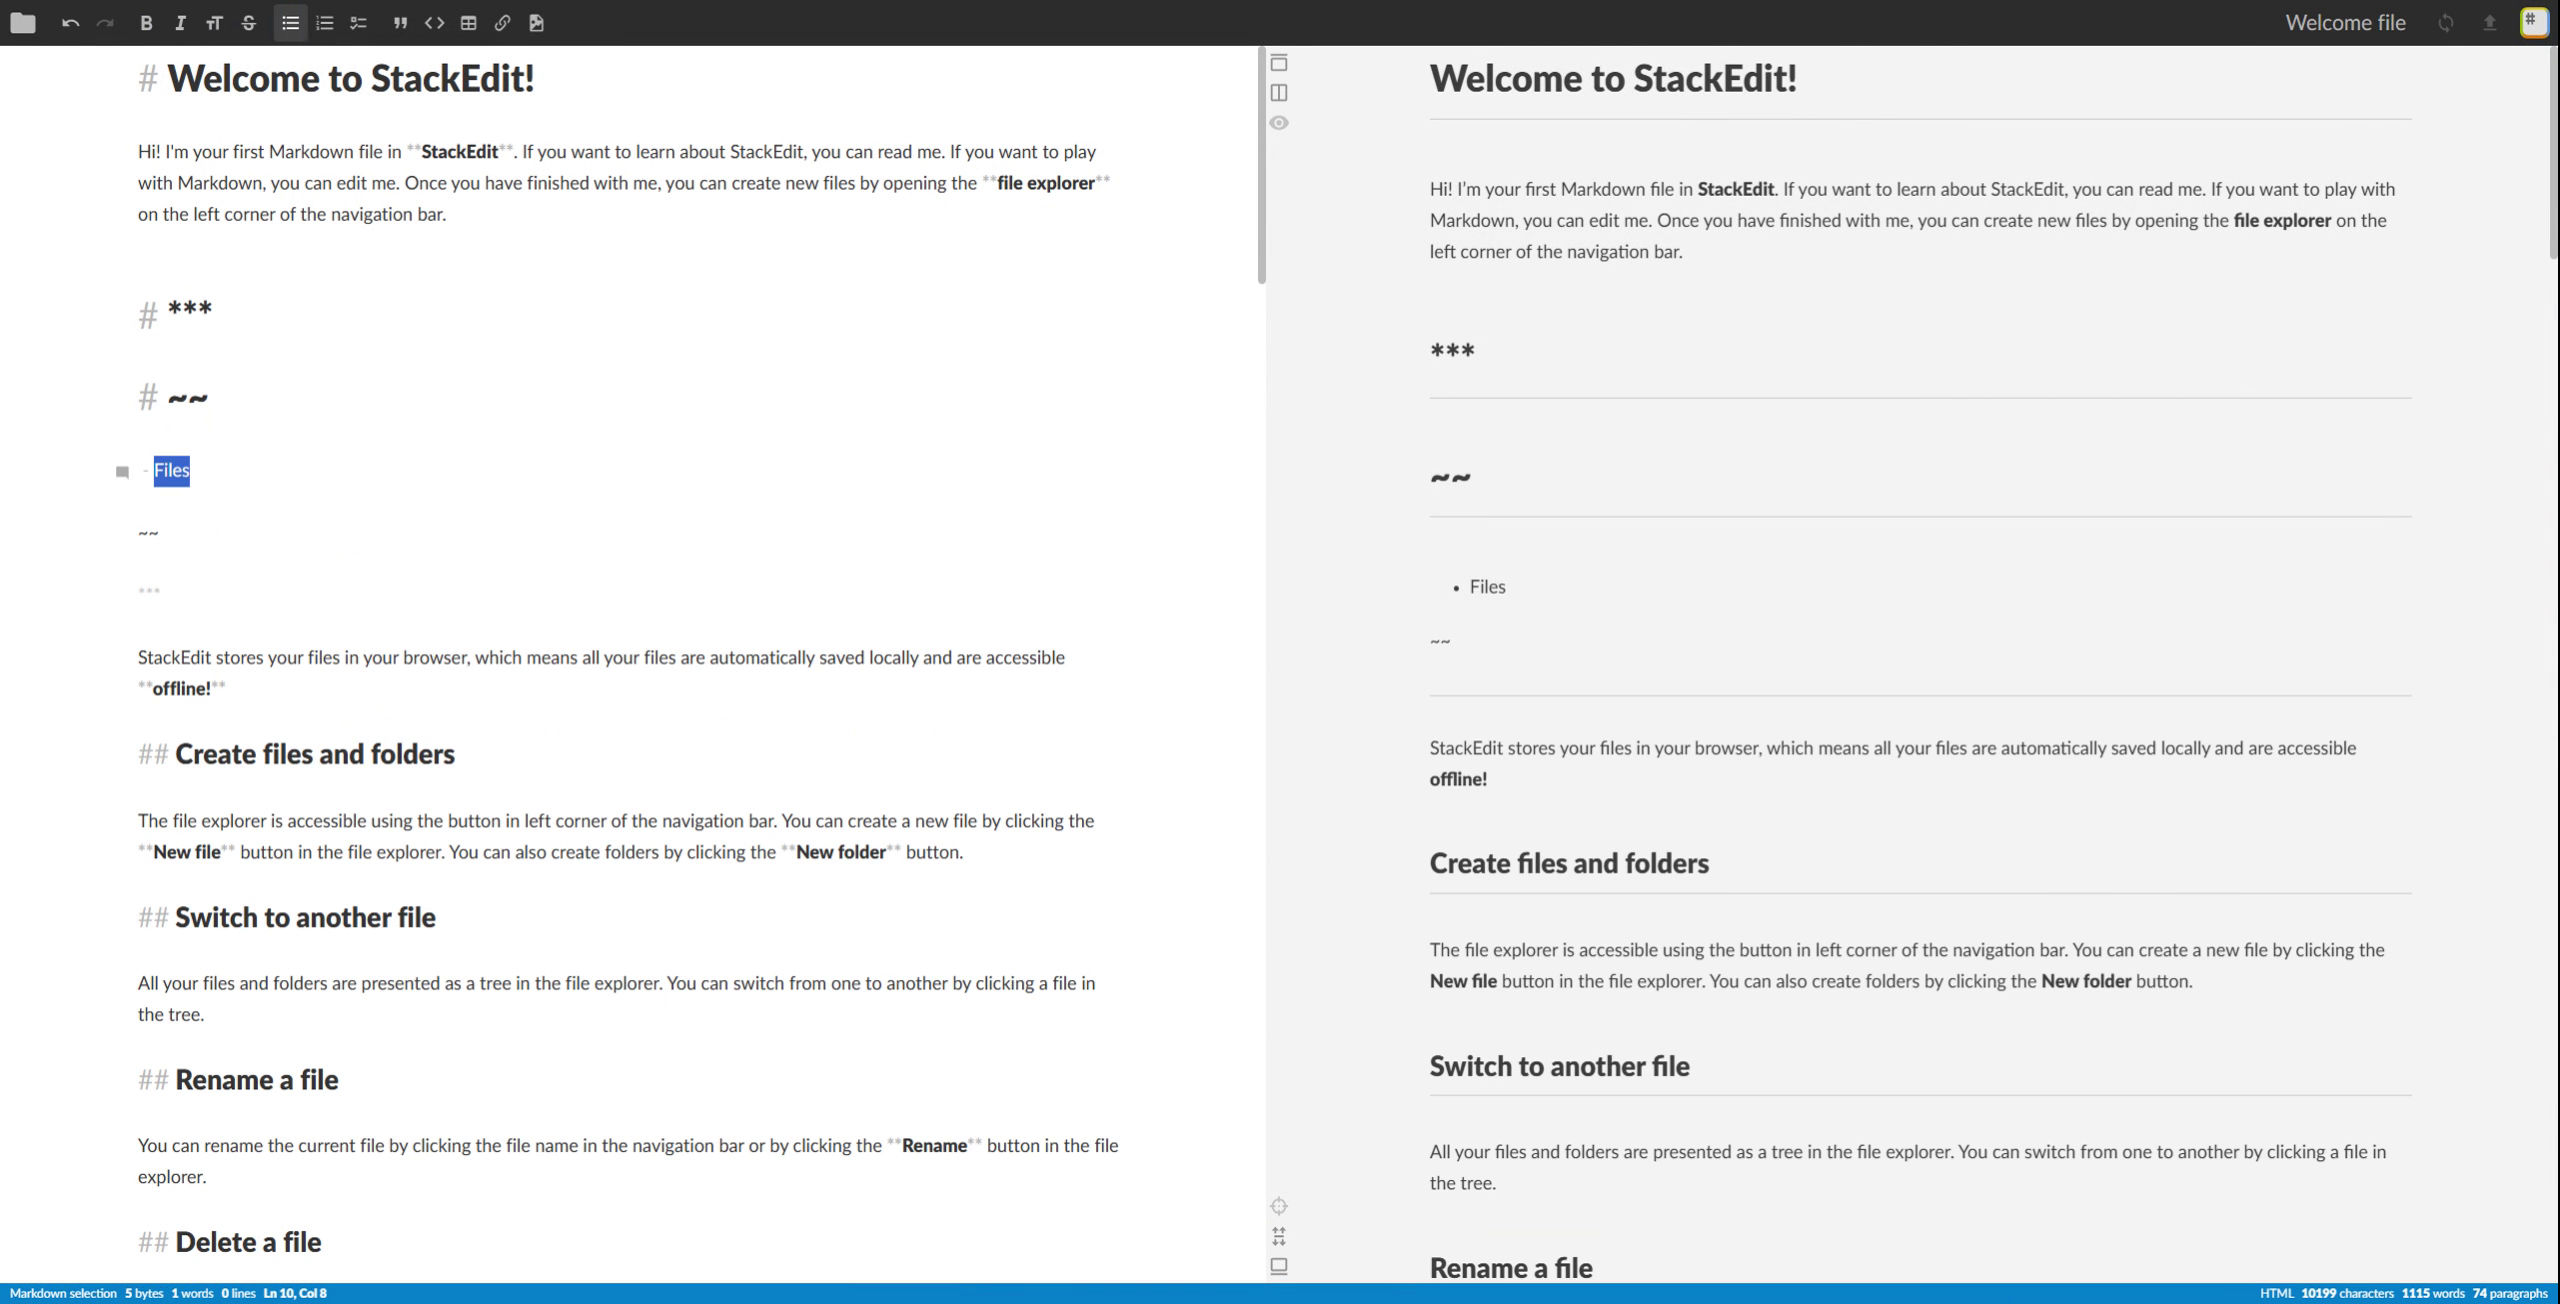 Welcome file
# Welcome to StackEdit!
Hi! I'm your first Markdown file in **StackEdit**. If you want to learn about StackEdit, you can read me. If you want to play
with Markdown, you can edit me. Once you have finished with me, you can create new files by opening the **file explorer**
on the left corner of the navigation bar.
# ***
# ~~
- Files
~~
***
StackEdit stores your files in your browser, which means all your files are automatically saved locally and are accessible
**offline!**
## Create files and folders
The file explorer is accessible using the button in left corner of the navigation bar. You can create a new file by clicking the
**New file** button in the file explorer. You can also create folders by clicking the **New folder** button.
## Switch to another file
All your files and folders are presented as a tree in the file explorer. You can switch from one to another by clicking a file in
the tree.
## Rename a file
You can rename the current file by clicking the file name in the navigation bar or by clicking the **Rename** button in the file
explorer.
## Delete a file
Welcome to StackEdit!
Hi! I’m your first Markdown file in StackEdit. If you want to learn about StackEdit, you can read me. If you want to play with
Markdown, you can edit me. Once you have finished with me, you can create new files by opening the file explorer on the
left corner of the navigation bar.
***
~~
• Files
~~
StackEdit stores your files in your browser, which means all your files are automatically saved locally and are accessible
offline!
Create files and folders
The file explorer is accessible using the button in left corner of the navigation bar. You can create a new file by clicking the
New file button in the file explorer. You can also create folders by clicking the New folder button.
Switch to another file
All your files and folders are presented as a tree in the file explorer. You can switch from one to another by clicking a file in
the tree.
Rename a file
Markdown selection 5 bytes 1 words 0 lines Ln 10, Col 8
HTML 10199 characters 1115 words 74 paragraphs